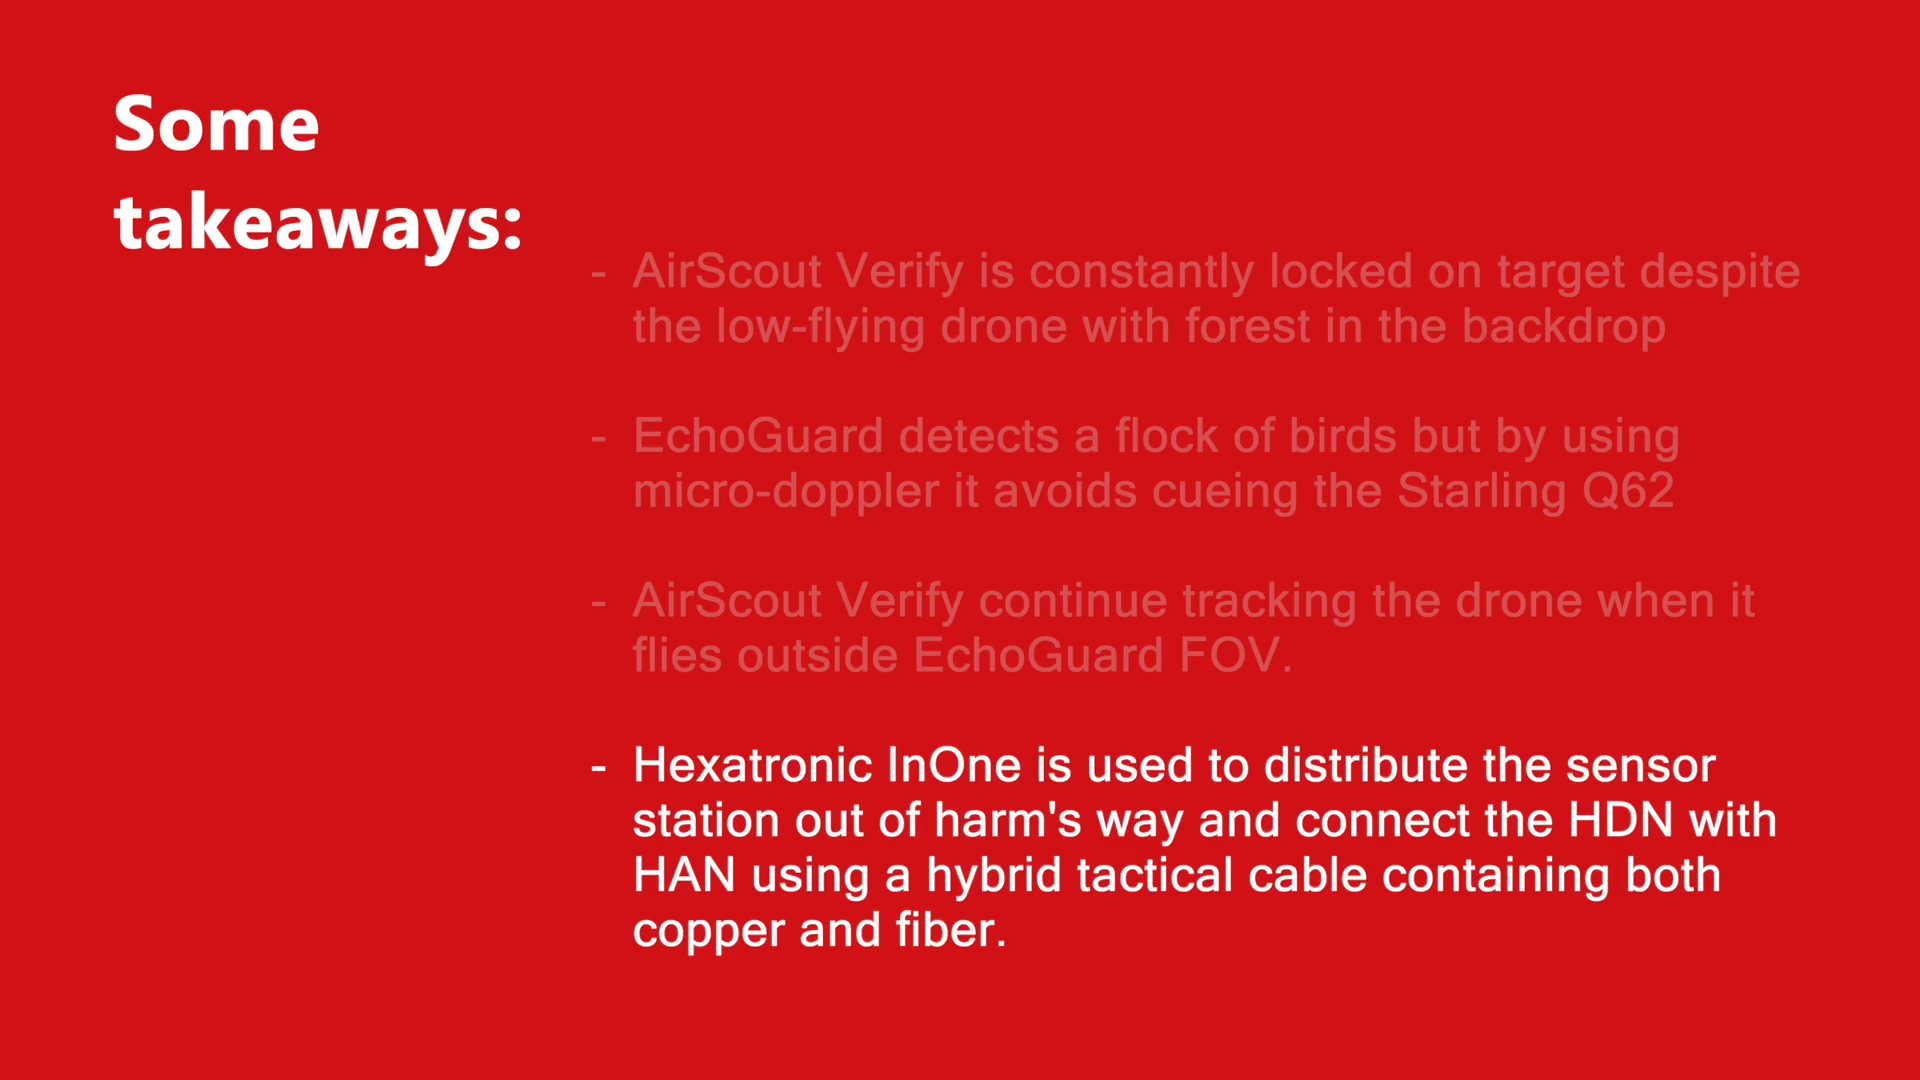 Some
takeaways:
- AirScout Verify is constantly locked on target despite
the low-flying drone with forest in the backdrop
- EchoGuard detects a flock of birds but by using
micro-doppler it avoids cueing the Starling Q62
- AirScout Verify continue tracking the drone when it
flies outside EchoGuard FOV.
- Hexatronic InOne is used to distribute the sensor
station out of harm's way and connect the HDN with
HAN using a hybrid tactical cable containing both
copper and fiber.